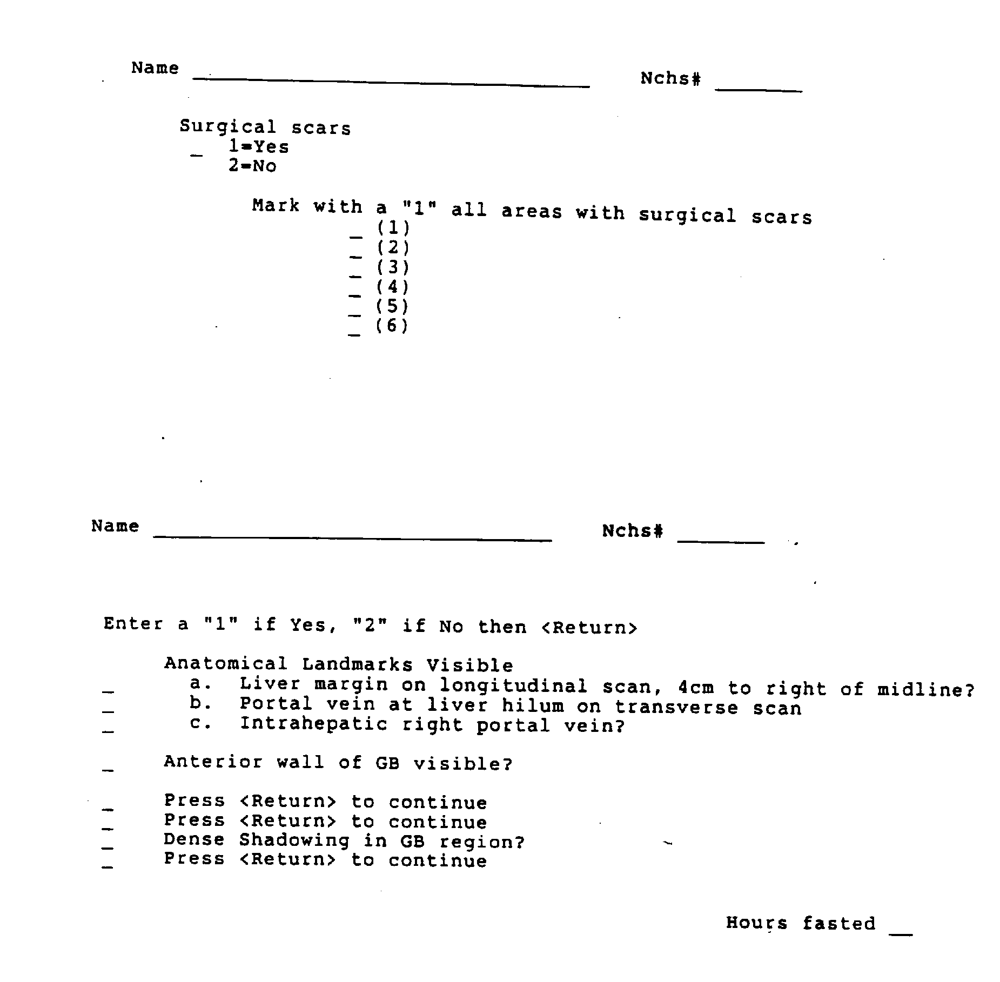 Name ____________ Nchs# _______
Surgical scars
_ 1=Yes
2=No
Mark with a "1" all areas with surgical scars
_ (1)
_ (2)
_ (3)
_ (4)
_ (5)
_ (6)
Name ____________ Nchs# _______
Enter a "1" if Yes, "2" if No then <Return>
Anatomical Landmarks Visible
_ a. Liver margin on longitudinal scan, 4cm to right of midline?
_ b. Portal vein at liver hilum on transverse scan
_ c. Intrahepatic right portal vein?
_ Anterior wall of GB visible?
_ Press <Return> to continue
_ Press <Return> to continue
_ Dense Shadowing in GB region?
_ Press <Return> to continue
Hours fasted __